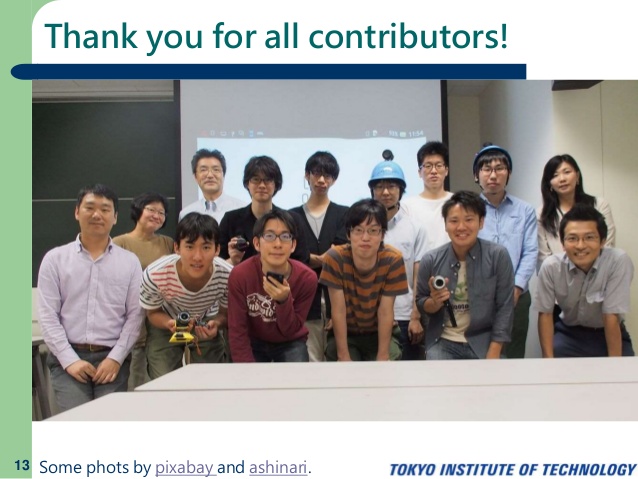 Thank you for all contributors!
13 Some phots by pixabay and ashinari.
TOKYO INSTITUTE OF TECHNOLOGY